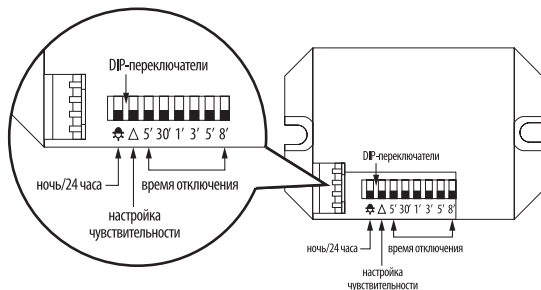 DIP-переключатели
△ 5' 30' 1' 3' 5' 8'
ночь/24 часа
время отключения
настройка
чувствительности
DIP-переключатели
△ 5' 30' 1' 3' 5' 8'
ночь/24 часа
время отключения
настройка
чувствительности